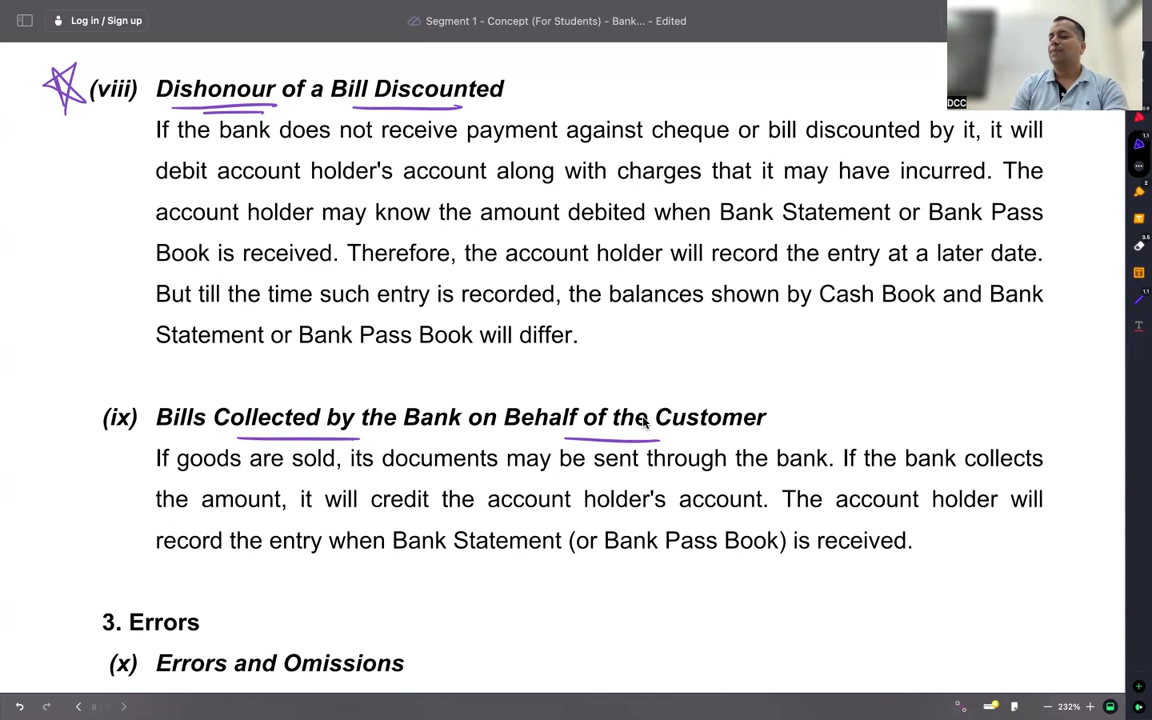 Log in / Sign up
Segment 1 - Concept (For Students) - Bank... - Edited
DCC
(viii) Dishonour of a Bill Discounted
If the bank does not receive payment against cheque or bill discounted by it, it will
debit account holder's account along with charges that it may have incurred. The
account holder may know the amount debited when Bank Statement or Bank Pass
Book is received. Therefore, the account holder will record the entry at a later date.
But till the time such entry is recorded, the balances shown by Cash Book and Bank
Statement or Bank Pass Book will differ.
(ix) Bills Collected by the Bank on Behalf of the Customer
If goods are sold, its documents may be sent through the bank. If the bank collects
the amount, it will credit the account holder's account. The account holder will
record the entry when Bank Statement (or Bank Pass Book) is received.
3. Errors
(x) Errors and Omissions
232%